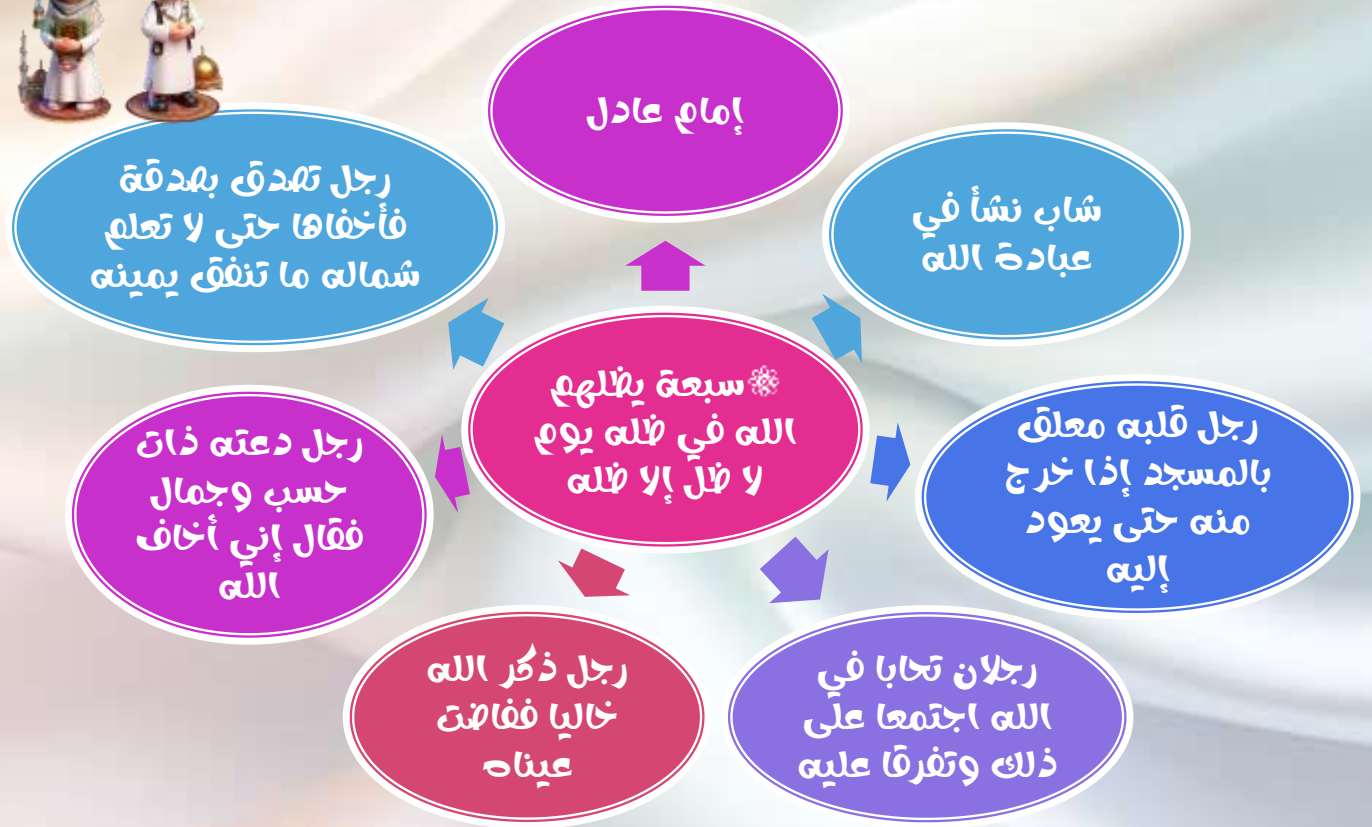 إمام عادل
شاب نشأ في
عبادة الله
رجل قلبه معلق
بالمسجد إذا خرج
منه حتى يعود
إليه
رجلان تحابا في
الله اجتمعا على
ذلك وتفرقا عليه
رجل ذكر الله
خاليا ففاضت
عيناه
رجل دعته ذات
حسب وجمال
فقال إني أخاف
الله
رجل تصدق بصدقة
فأخفاها حتى لا تعلم
شماله ما تنفق يمينه
سبعة يظلهم
الله في ظله يوم
لا ظل إلا ظله